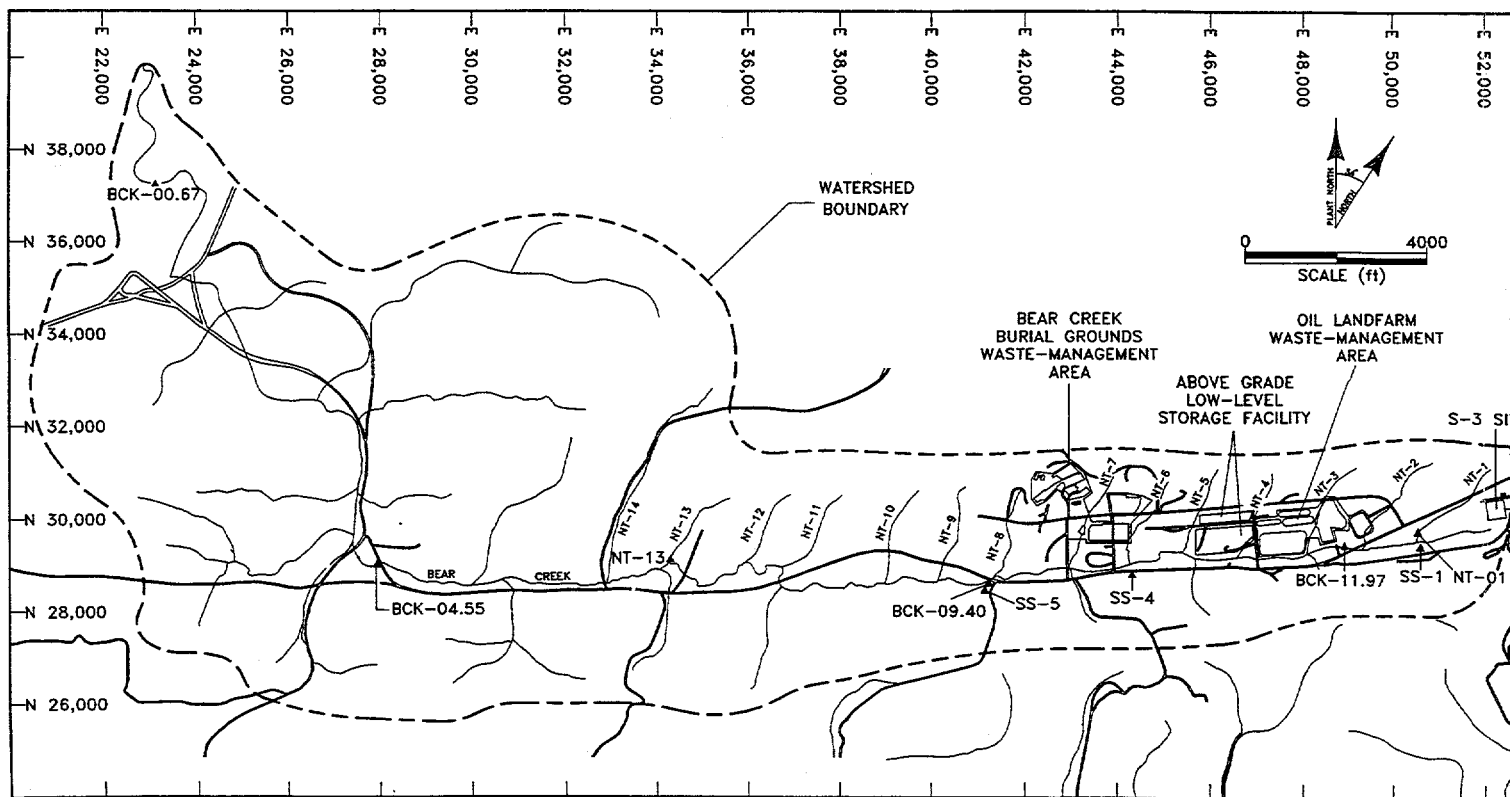 E 22,000
E 24,000
E 26,000
E 28,000
E 30,000
E 32,000
E 34,000
E 36,000
E 38,000
E 40,000
E 42,000
E 44,000
E 46,000
E 48,000
E 50,000
E 52,000
N 38,000
N 36,000
N 34,000
N 32,000
N 30,000
N 28,000
N 26,000
BCK-00.67
WATERSHED
BOUNDARY
PLANT NORTH
NORTH
0
4000
SCALE (ft)
BEAR CREEK
BURIAL GROUNDS
WASTE-MANAGEMENT
AREA
OIL LANDFARM
WASTE-MANAGEMENT
AREA
ABOVE GRADE
LOW-LEVEL
STORAGE FACILITY
S-3 SI
NT-14
NT-13
NT-12
NT-11
NT-10
NT-9
NT-8
NT-7
NT-6
NT-5
NT-4
NT-3
NT-2
NT-1
NT-13
BEAR CREEK
BCK-04.55
BCK-09.40
SS-5
SS-4
BCK-11.97
SS-1
NT-01